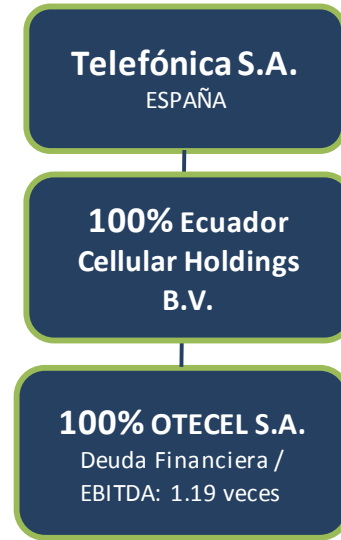 Telefónica S.A.
ESPAÑA
100% Ecuador
Cellular Holdings
B.V.
100% OTECEL S.A.
Deuda Financiera /
EBITDA: 1.19 veces